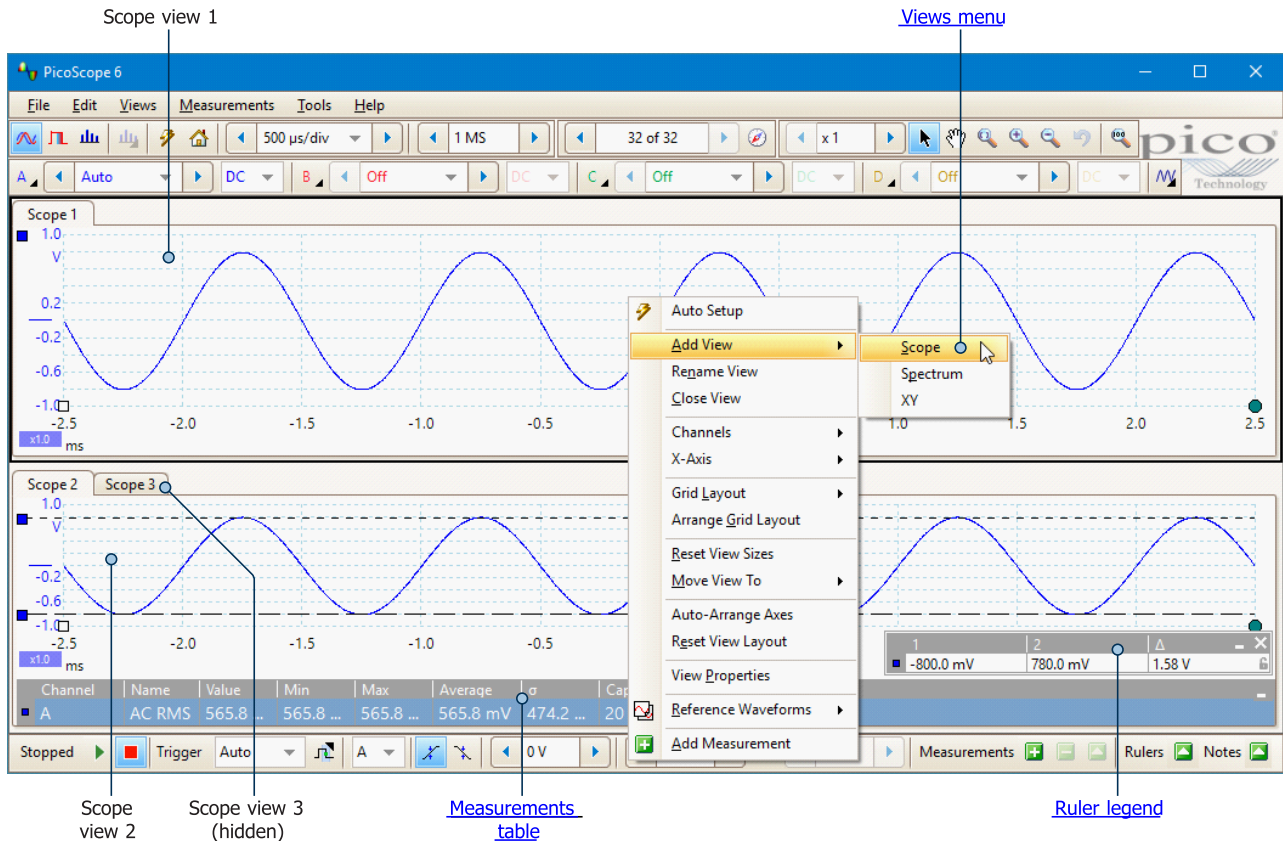 Scope view 1
Views menu
PicoScope 6
File Edit Views Measurements Tools Help
500 µs/div 1 MS 32 of 32 x 1 100
pico
Technology
A Auto DC B Off DC C Off DC D Off DC
Scope 1
1.0
V
0.2
-0.2
-0.6
-1.0
-2.5 -2.0 -1.5 -1.0 -0.5 1.0 1.5 2.0 2.5
x1.0 ms
Auto Setup
Add View
Rename View
Close View
Channels
X-Axis
Grid Layout
Arrange Grid Layout
Reset View Sizes
Move View To
Auto-Arrange Axes
Reset View Layout
View Properties
Reference Waveforms
Add Measurement
Scope
Spectrum
XY
Scope 2 Scope 3
1.0
V
-0.2
-0.6
-1.0
-2.5 -2.0 -1.5 -1.0 -0.5
x1.0 ms
1 2 Δ
-800.0 mV 780.0 mV 1.58 V
Channel Name Value Min Max Average σ Cap
A AC RMS 565.8 ... 565.8 ... 565.8 ... 565.8 mV 474.2 ... 20
Stopped Trigger Auto A 0 V Measurements Rulers Notes
Scope
view 2
Scope view 3
(hidden)
Measurements
table
Ruler legend